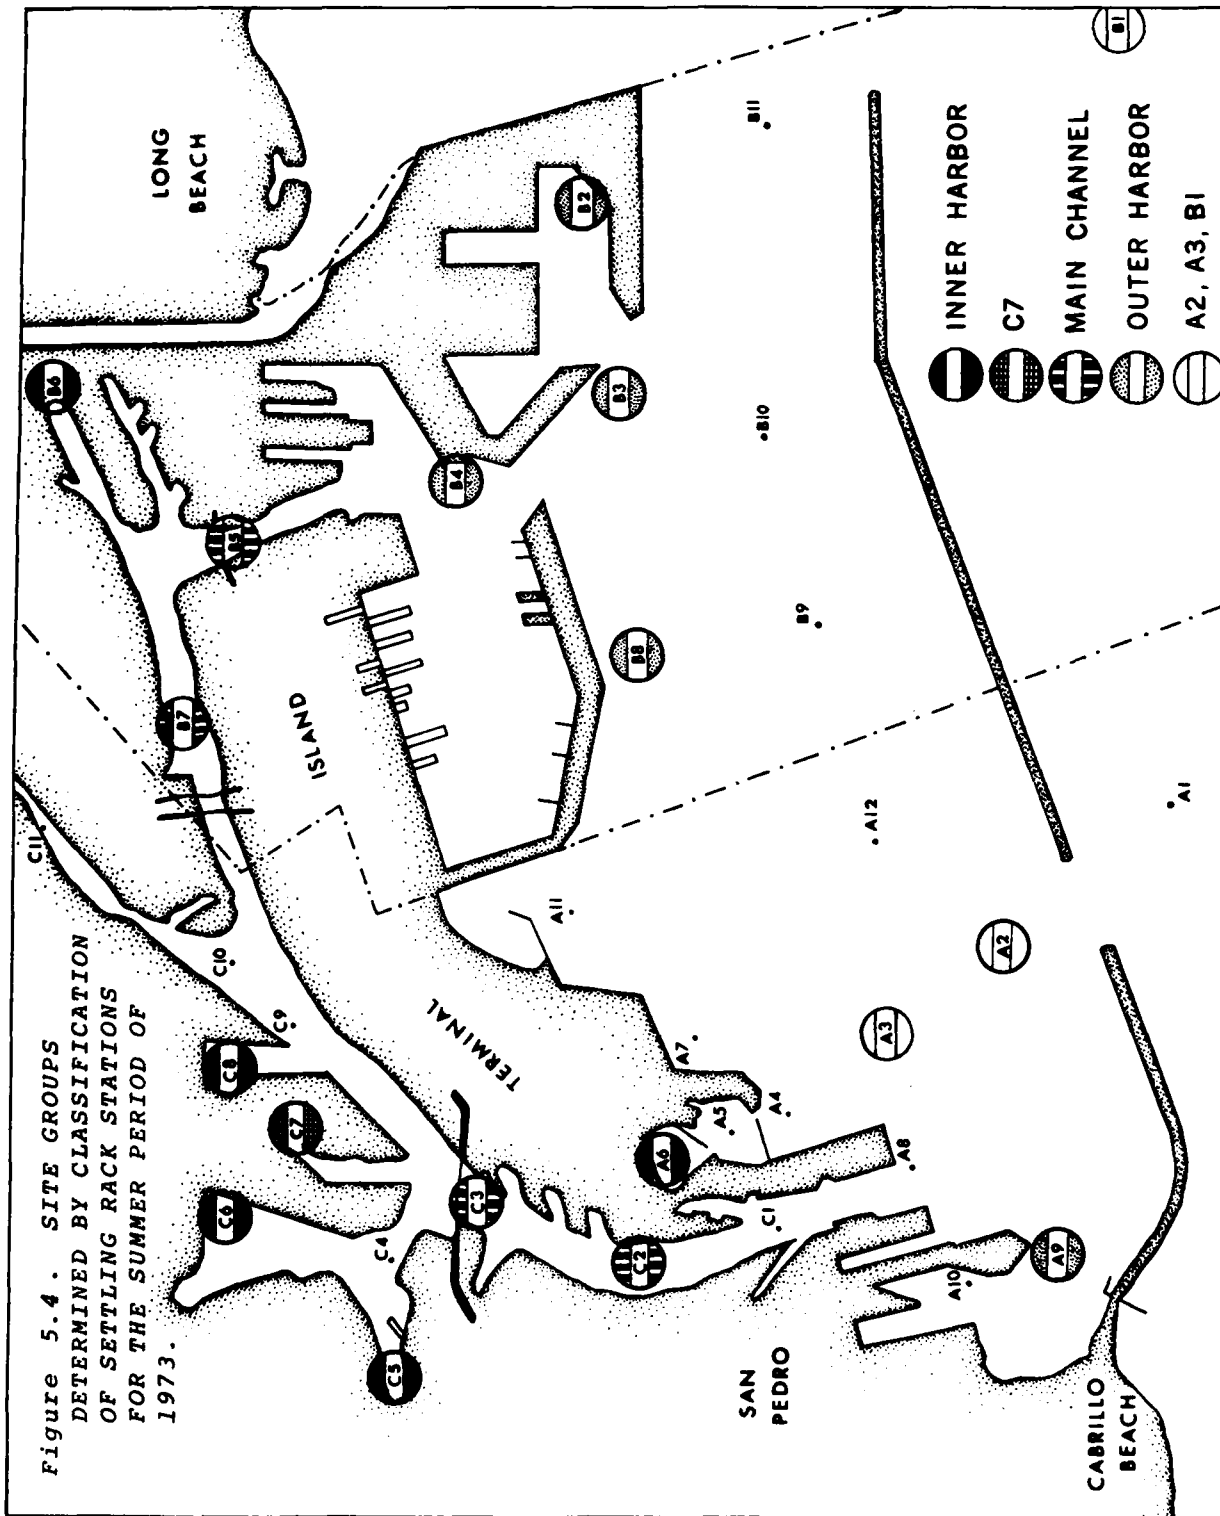 Figure 5.4. SITE GROUPS
DETERMINED BY CLASSIFICATION
OF SETTLING RACK STATIONS
FOR THE SUMMER PERIOD OF
1973.
LONG
BEACH
TERMINAL
ISLAND
SAN
PEDRO
CABRILLO
BEACH
C5
C6
C7
C8
C4
C9
C10
C11
C3
C2
C1
B7
B6
B5
B4
B3
B2
B8
B9
B10
B11
B1
A6
A5
A4
A7
A8
A9
A10
A11
A12
A3
A2
A1
INNER HARBOR
C7
MAIN CHANNEL
OUTER HARBOR
A2, A3, B1